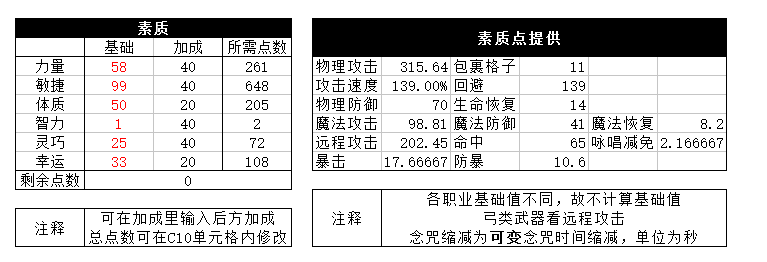 素质
基础 加成 所需点数
力量 58 40 261
敏捷 99 40 648
体质 50 20 205
智力 1 40 2
灵巧 25 40 72
幸运 33 20 108
剩余点数 0
注释
可在加成里输入后方加成
总点数可在C10单元格内修改
素质点提供
物理攻击 315.64 包裹格子 11
攻击速度 139.00% 回避 139
物理防御 70 生命恢复 14
魔法攻击 98.81 魔法防御 41 魔法恢复 8.2
远程攻击 202.45 命中 65 咏唱减免 2.166667
暴击 17.66667 防暴 10.6
注释
各职业基础值不同，故不计算基础值
弓类武器看远程攻击
念咒缩减为可变念咒时间缩减，单位为秒